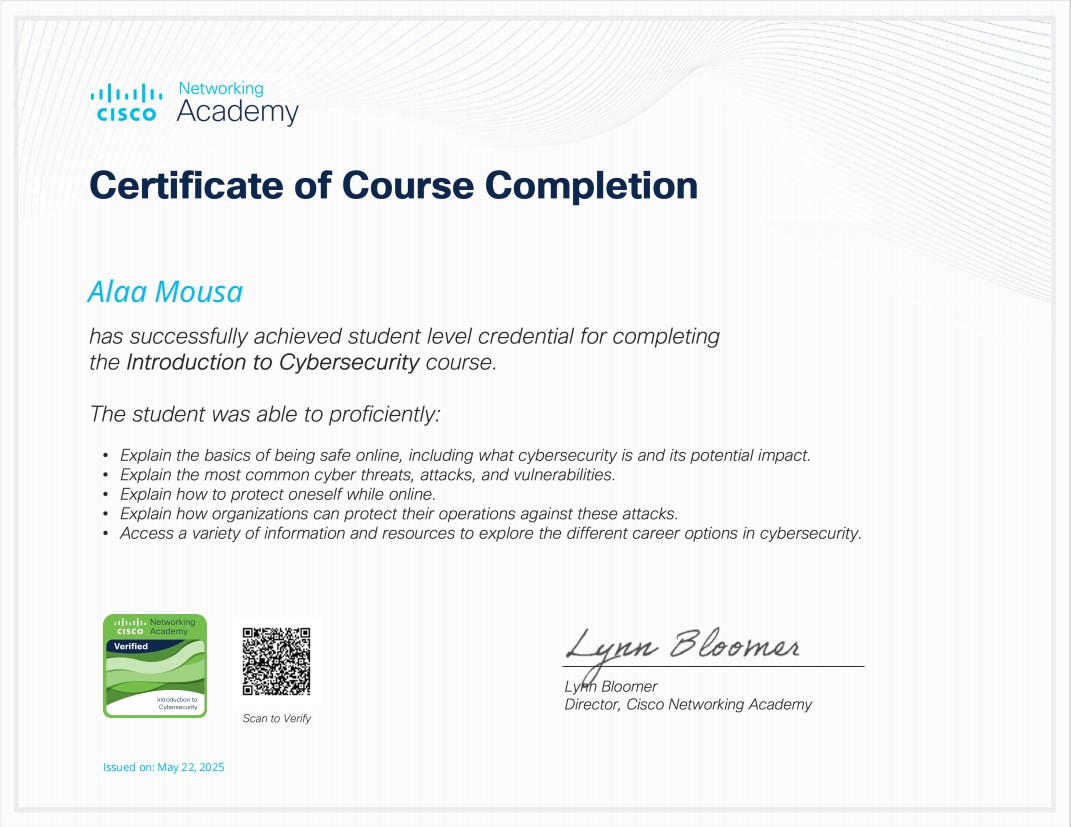 Networking
CISCO Academy
Certificate of Course Completion
Alaa Mousa
has successfully achieved student level credential for completing
the Introduction to Cybersecurity course.
The student was able to proficiently:
• Explain the basics of being safe online, including what cybersecurity is and its potential impact.
• Explain the most common cyber threats, attacks, and vulnerabilities.
• Explain how to protect oneself while online.
• Explain how organizations can protect their operations against these attacks.
• Access a variety of information and resources to explore the different career options in cybersecurity.
Networking
CISCO Academy
Verified
Introduction to
Cybersecurity
Scan to Verify
Lynn Bloomer
Lynn Bloomer
Director, Cisco Networking Academy
Issued on: May 22, 2025